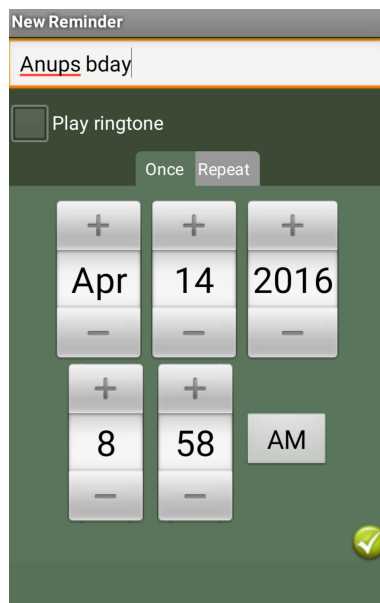 New Reminder
Anups bday
Play ringtone
Once Repeat
+ + +
Apr 14 2016
− − −
+ +
8 58 AM
− −